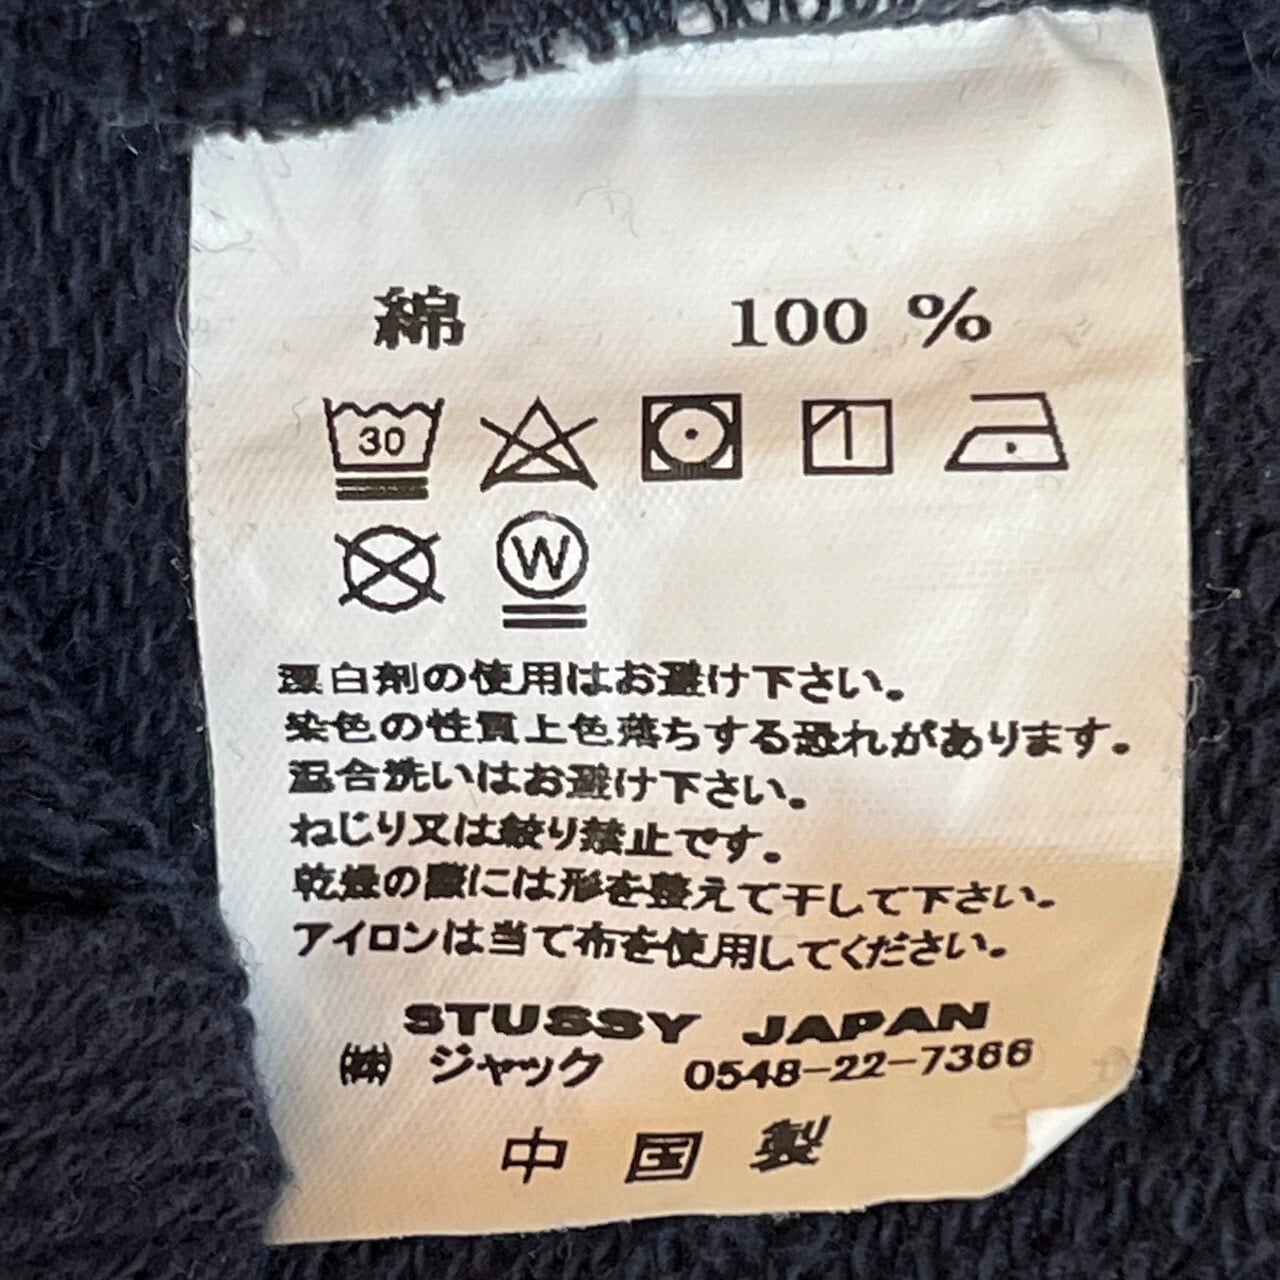 綿 100 %
30
W
漂白剤の使用はお避け下さい。
染色の性質上色落ちする恐れがあります。
混合洗いはお避け下さい。
ねじり又は絞り禁止です。
乾燥の際には形を整えて干して下さい。
アイロンは当て布を使用してください。
STUSSY JAPAN
㈱ ジャック 0548-22-7366
中国製